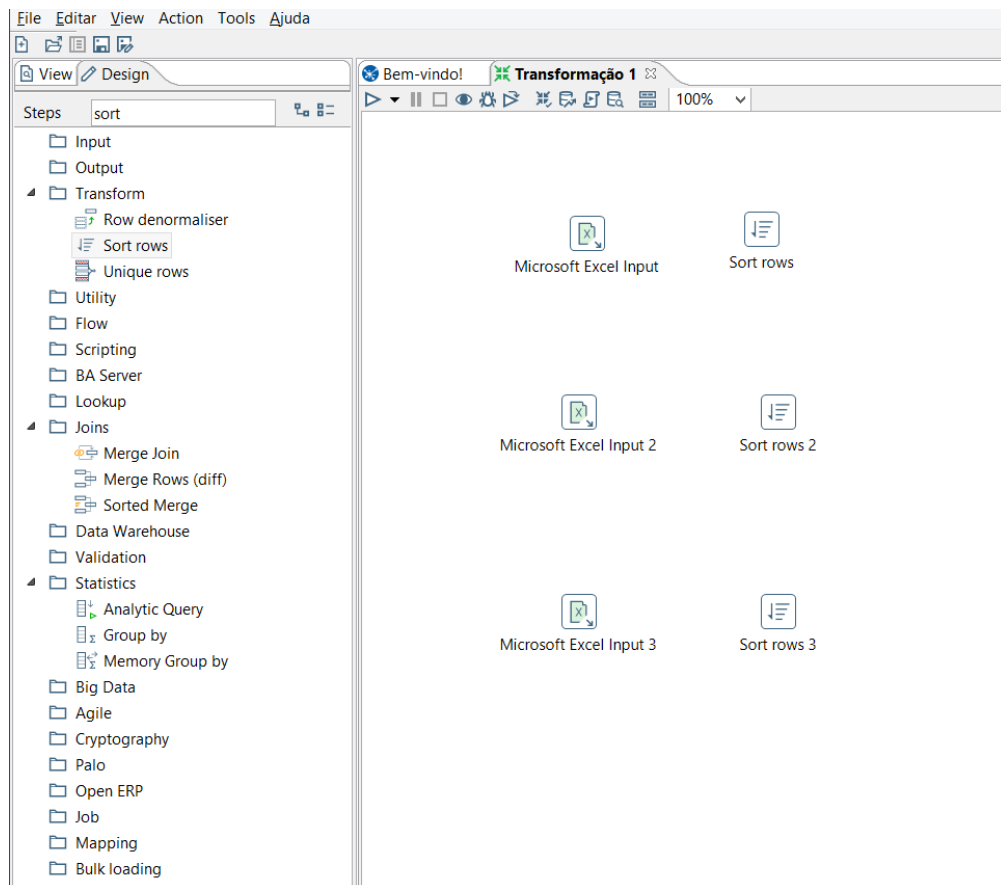 File Editar View Action Tools Ajuda
View Design
Steps sort
Input
Output
Transform
Row denormaliser
Sort rows
Unique rows
Utility
Flow
Scripting
BA Server
Lookup
Joins
Merge Join
Merge Rows (diff)
Sorted Merge
Data Warehouse
Validation
Statistics
Analytic Query
Group by
Memory Group by
Big Data
Agile
Cryptography
Palo
Open ERP
Job
Mapping
Bulk loading
Bem-vindo! Transformação 1
100%
Microsoft Excel Input Sort rows
Microsoft Excel Input 2 Sort rows 2
Microsoft Excel Input 3 Sort rows 3